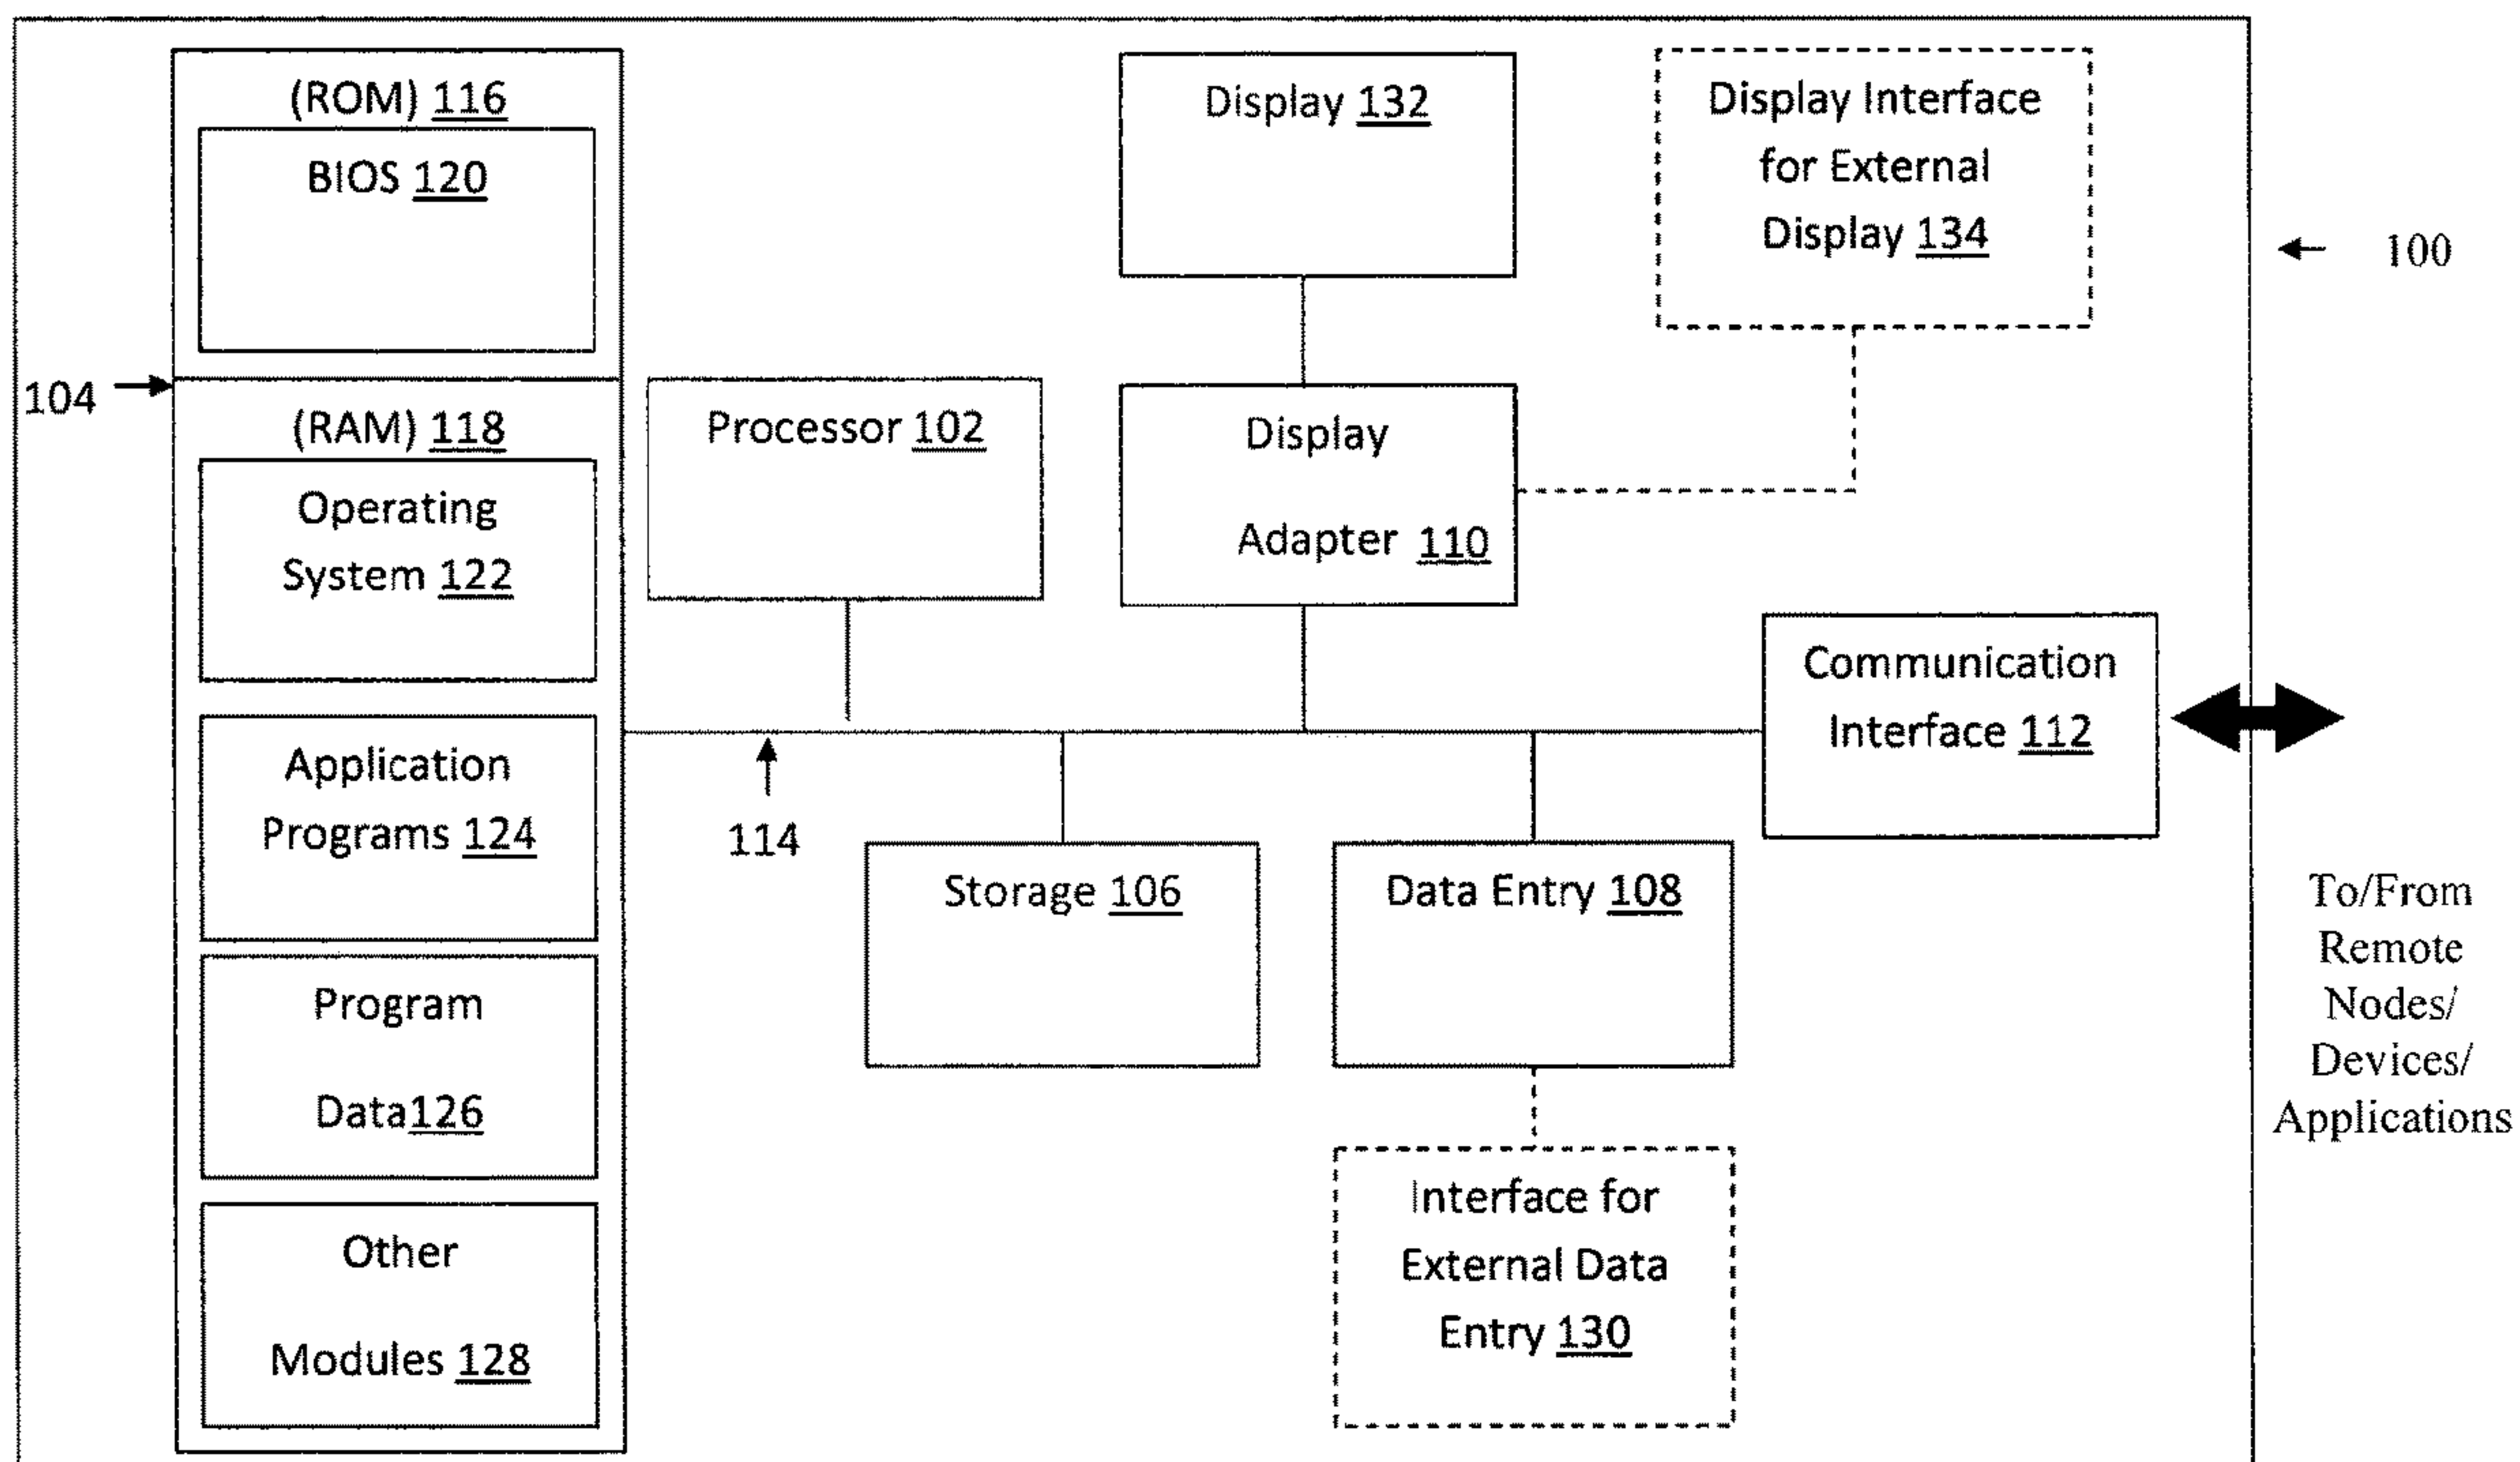 (ROM) 116
BIOS 120
104
(RAM) 118
Operating
System 122
Application
Programs 124
Program
Data126
Other
Modules 128
Processor 102
114
Display 132
Display
Adapter 110
Display Interface
for External
Display 134
Storage 106
Data Entry 108
Interface for
External Data
Entry 130
Communication
Interface 112
100
To/From
Remote
Nodes/
Devices/
Applications